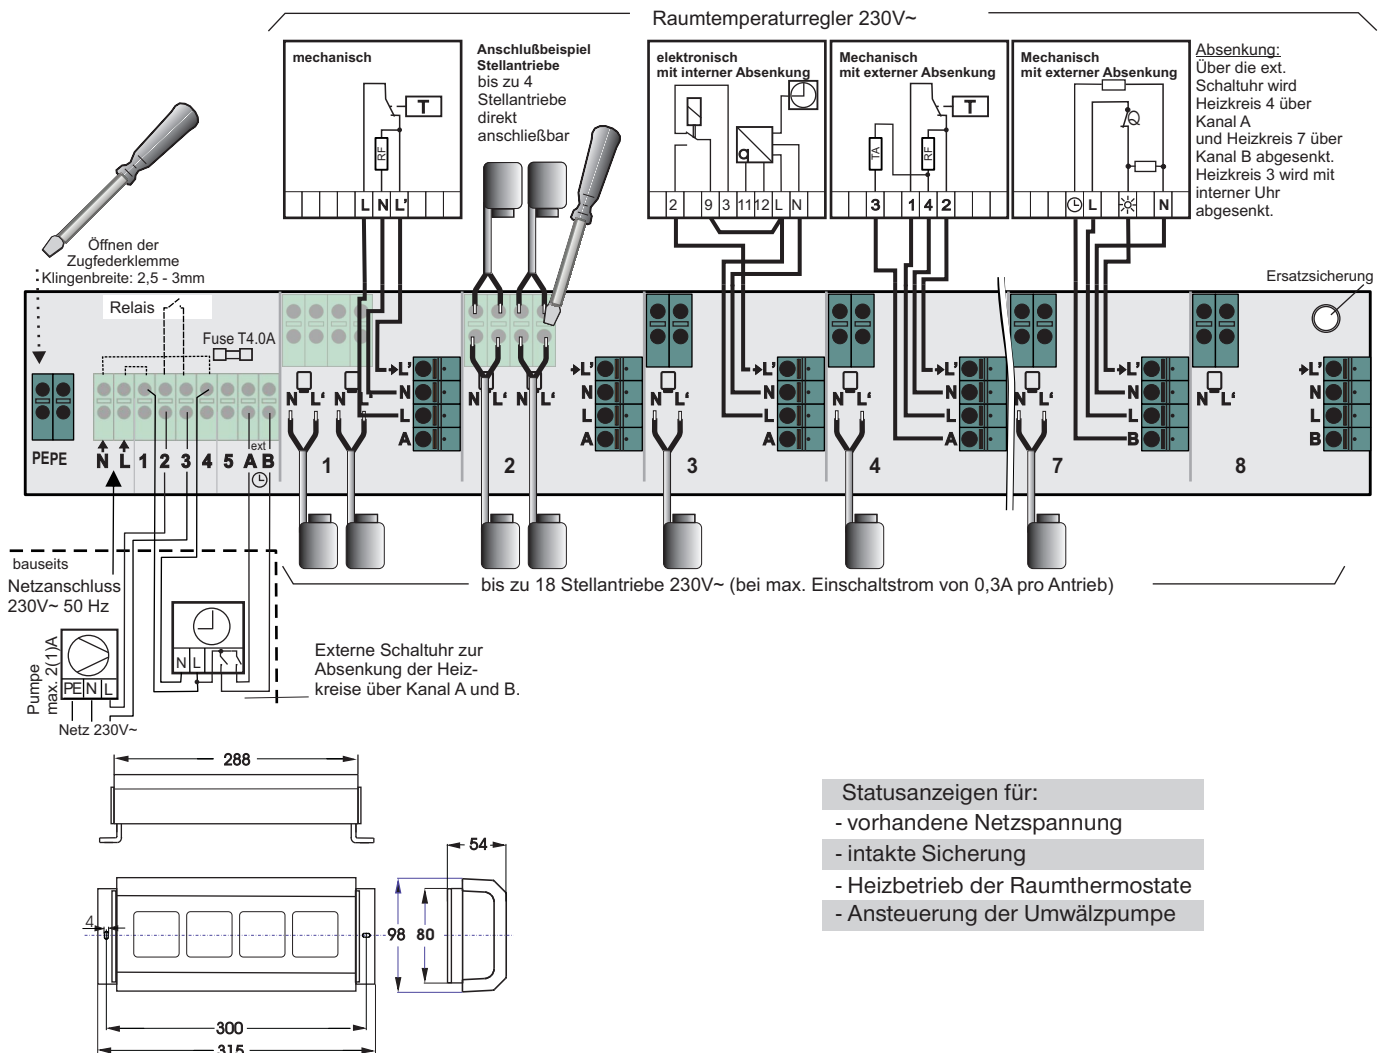 Raumtemperaturregler 230V~
mechanisch
T
RF
L N L'
Anschlußbeispiel
Stellantriebe
bis zu 4
Stellantriebe
direkt
anschließbar
elektronisch
mit interner Absenkung
2 9 3 11 12 L N
Mechanisch
mit externer Absenkung
T
TA
RF
3 1 4 2
Mechanisch
mit externer Absenkung
L N
Absenkung:
Über die ext.
Schaltuhr wird
Heizkreis 4 über
Kanal A
und Heizkreis 7 über
Kanal B abgesenkt.
Heizkreis 3 wird mit
interner Uhr
abgesenkt.
Öffnen der
Zugfederklemme
Klingenbreite: 2,5 - 3mm
Relais
Fuse T4.0A
Ersatzsicherung
PE PE
N L 1 2 3 4 5 A B
ext
N L‘ N L‘
L'
N
L
A
1
N L‘ N L‘
L'
N
L
A
2
N L‘
L'
N
L
A
3
N L‘
L'
N
L
A
4
N L‘
L'
N
L
B
7
N L‘
L'
N
L
B
8
bauseits
Netzanschluss
230V~ 50 Hz
bis zu 18 Stellantriebe 230V~ (bei max. Einschaltstrom von 0,3A pro Antrieb)
Pumpe
max. 2(1)A
PE N L
Netz 230V~
N L
Externe Schaltuhr zur
Absenkung der Heiz-
kreise über Kanal A und B.
288
54
4
98 80
300
315
Statusanzeigen für:
- vorhandene Netzspannung
- intakte Sicherung
- Heizbetrieb der Raumthermostate
- Ansteuerung der Umwälzpumpe